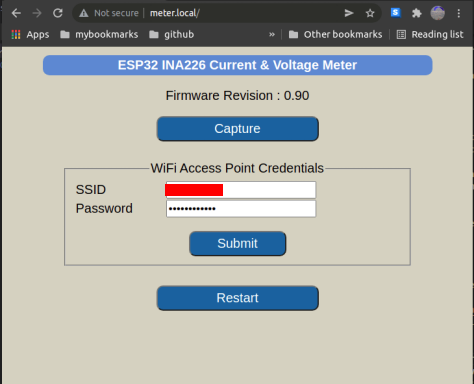 Not secure | meter.local/
Apps mybookmarks github » Other bookmarks Reading list
ESP32 INA226 Current & Voltage Meter
Firmware Revision : 0.90
Capture
WiFi Access Point Credentials
SSID
Password ••••••••••••
Submit
Restart